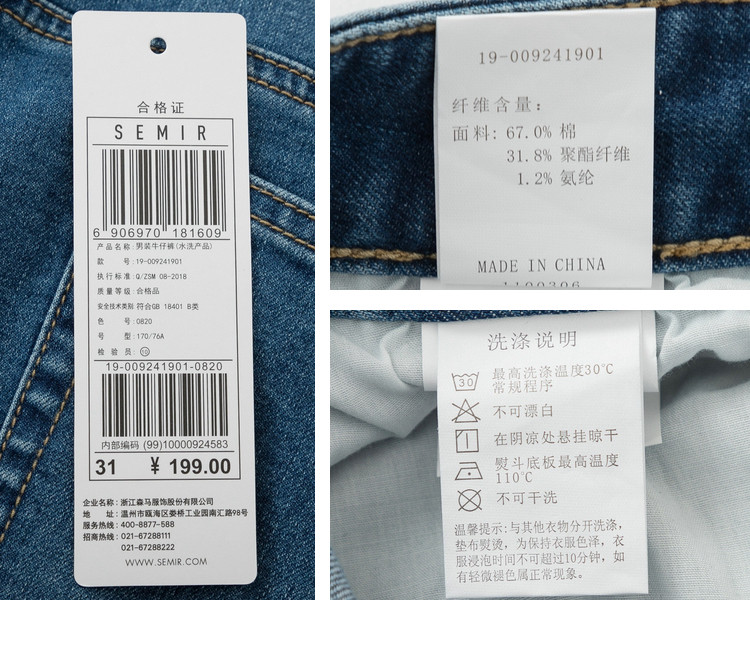 合格证
SEMIR
6 906970 181609
产品名称:男装牛仔裤(水洗产品)
款 号:19-009241901
执行标准:Q/ZSM 08-2018
质量等级:合格品
安全技术类别 符合GB 18401 B类
色 号:0820
号 型:170/76A
检 验 员:
19-009241901-0820
内部编码 (99)10000924583
31 ¥ 199.00
企业名称:浙江森马服饰股份有限公司
地 址:温州市瓯海区娄桥工业园南汇路98号
服务热线:400-8877-588
招商热线:021-67288111
021-67288222
WWW.SEMIR.COM
19-009241901
纤维含量:
面料: 67.0% 棉
31.8% 聚酯纤维
1.2% 氨纶
MADE IN CHINA
洗涤说明
30 最高洗涤温度30℃
常规程序
不可漂白
在阴凉处悬挂晾干
熨斗底板最高温度
110℃
不可干洗
温馨提示:与其他衣物分开洗涤,
垫布熨烫,为保持衣服色泽,衣
服浸泡时间不可超过10分钟,如
有轻微褪色属正常现象。